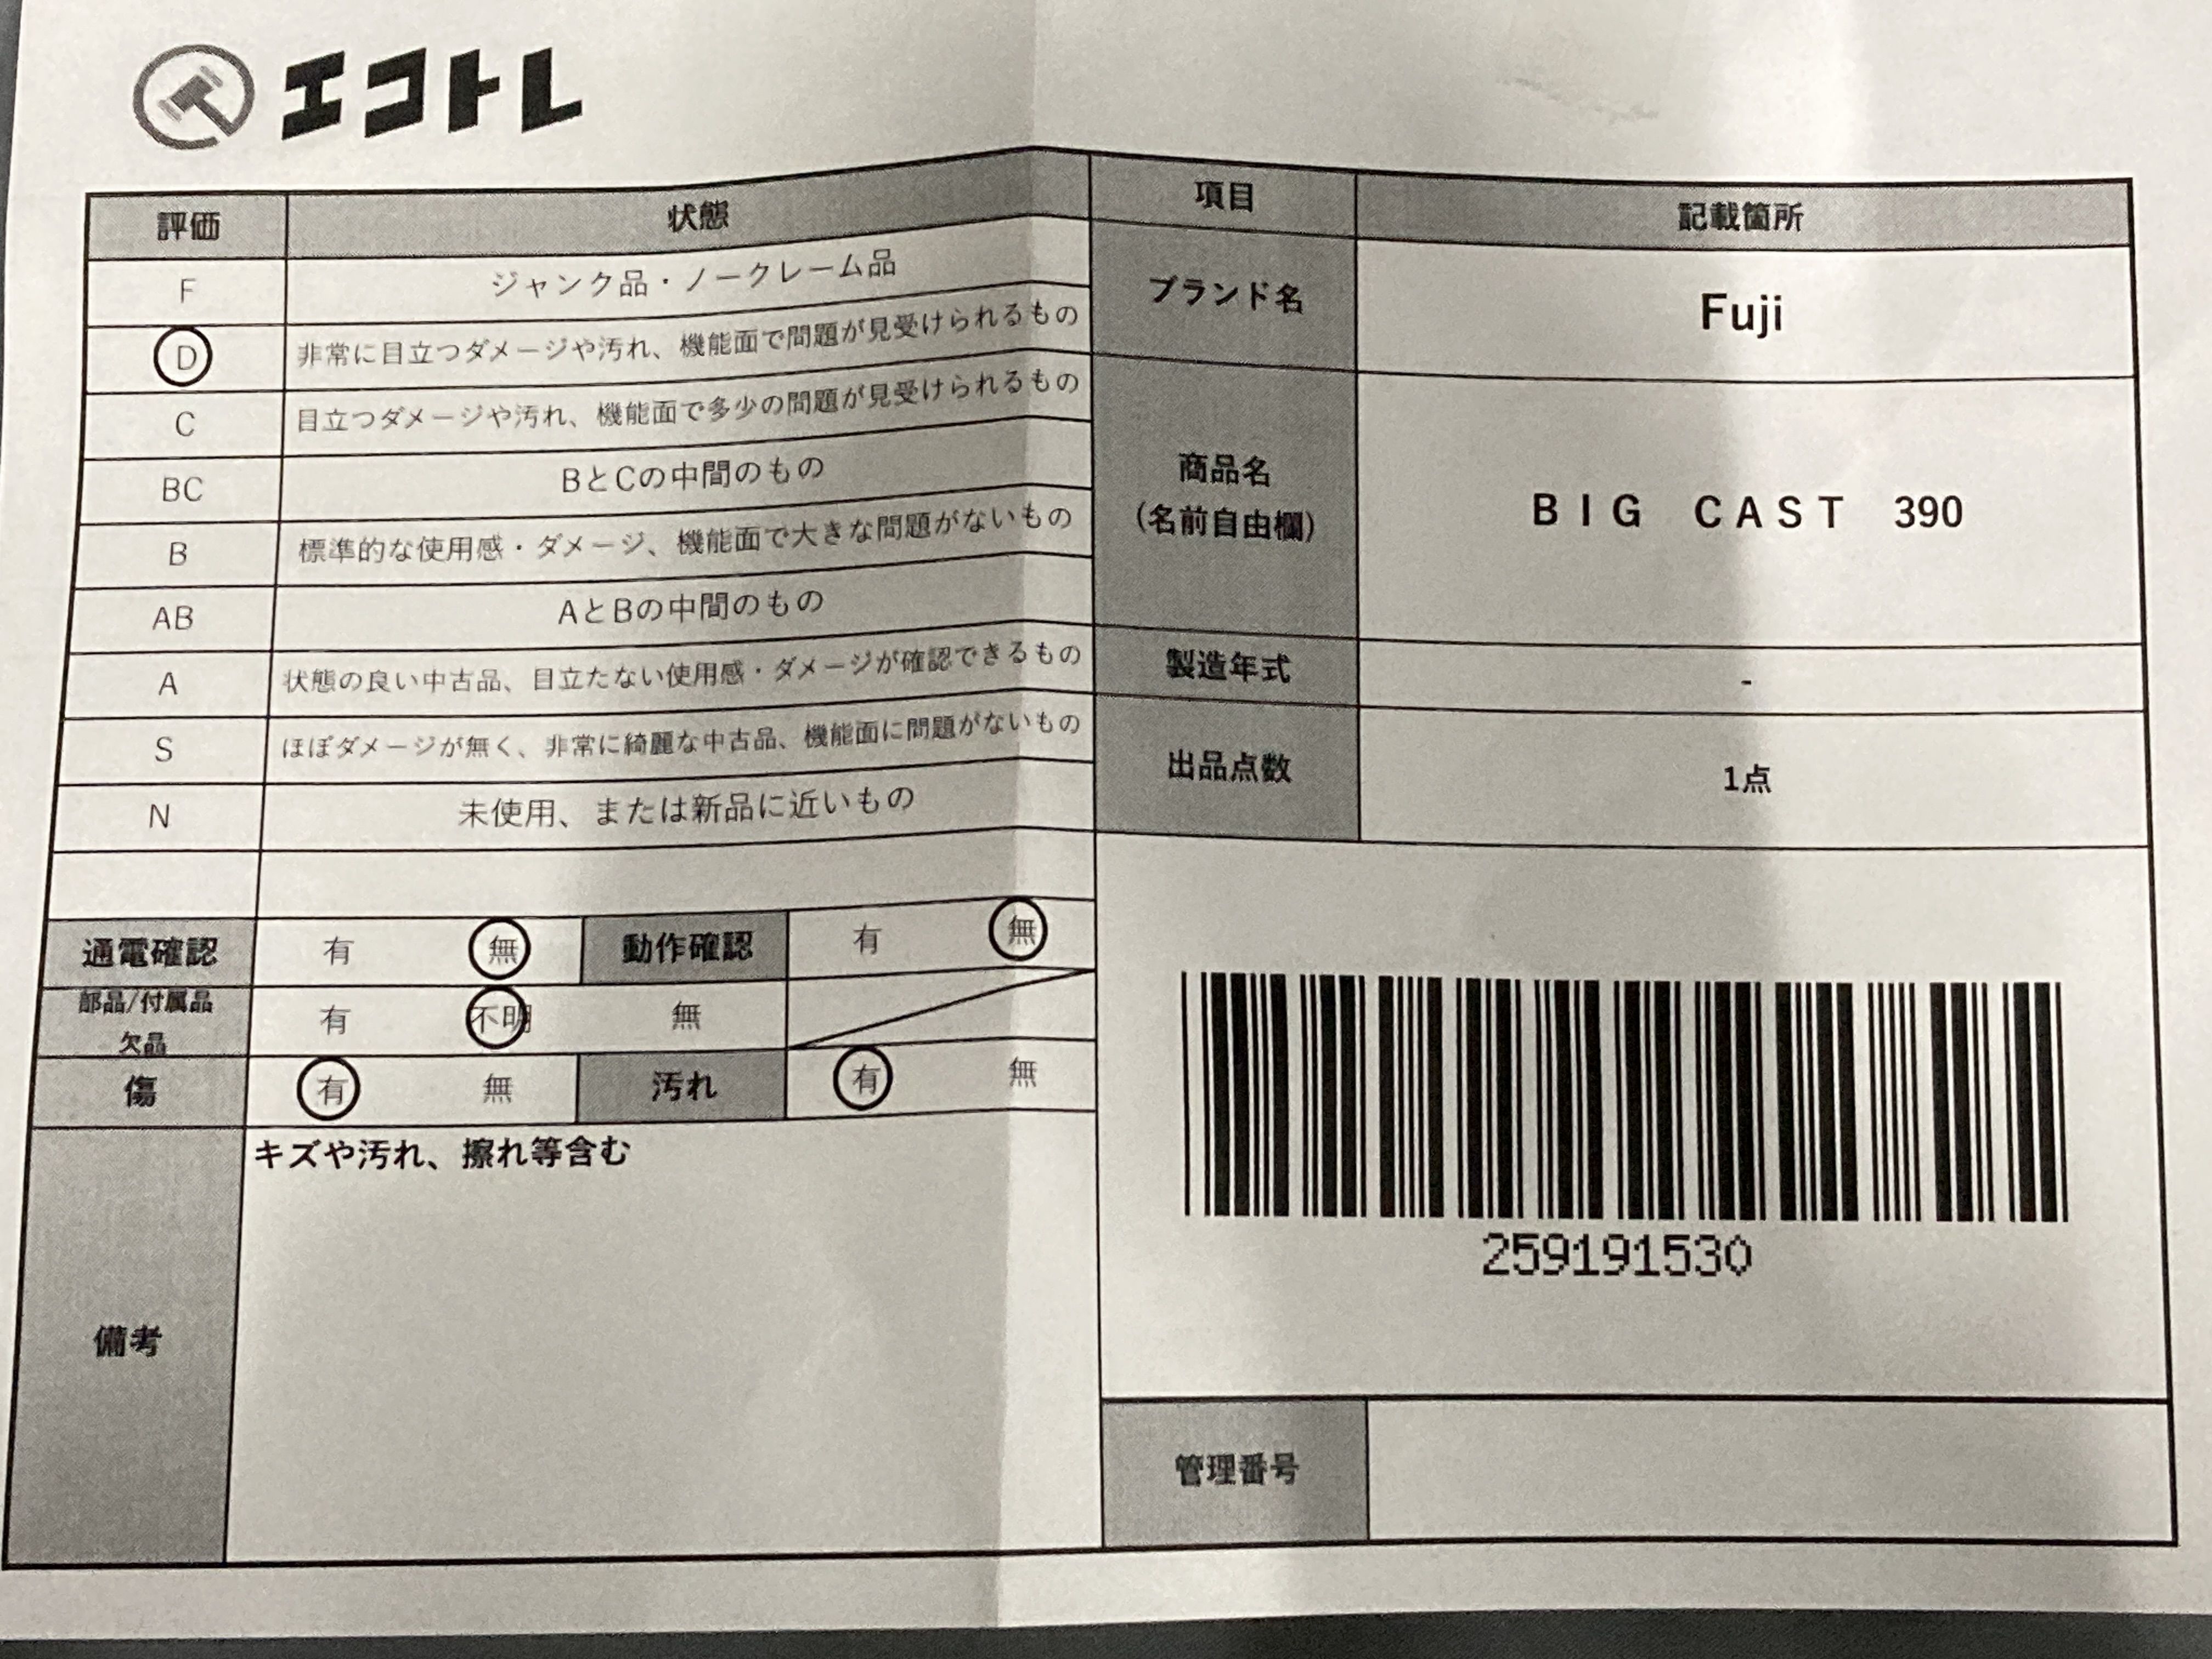 エコトレ
評価 状態
F ジャンク品・ノークレーム品
D 非常に目立つダメージや汚れ、機能面で問題が見受けられるもの
C 目立つダメージや汚れ、機能面で多少の問題が見受けられるもの
BC BとCの中間のもの
B 標準的な使用感・ダメージ、機能面で大きな問題がないもの
AB AとBの中間のもの
A 状態の良い中古品、目立たない使用感・ダメージが確認できるもの
S ほぼダメージが無く、非常に綺麗な中古品、機能面に問題がないもの
N 未使用、または新品に近いもの
通電確認 有 無 動作確認 有 無
部品/付属品
欠品 有 不明 無
傷 有 無 汚れ 有 無
備考 キズや汚れ、擦れ等含む
項目 記載箇所
ブランド名 Fuji
商品名
(名前自由欄) BIG CAST 390
製造年式 -
出品点数 1点
259191530
管理番号